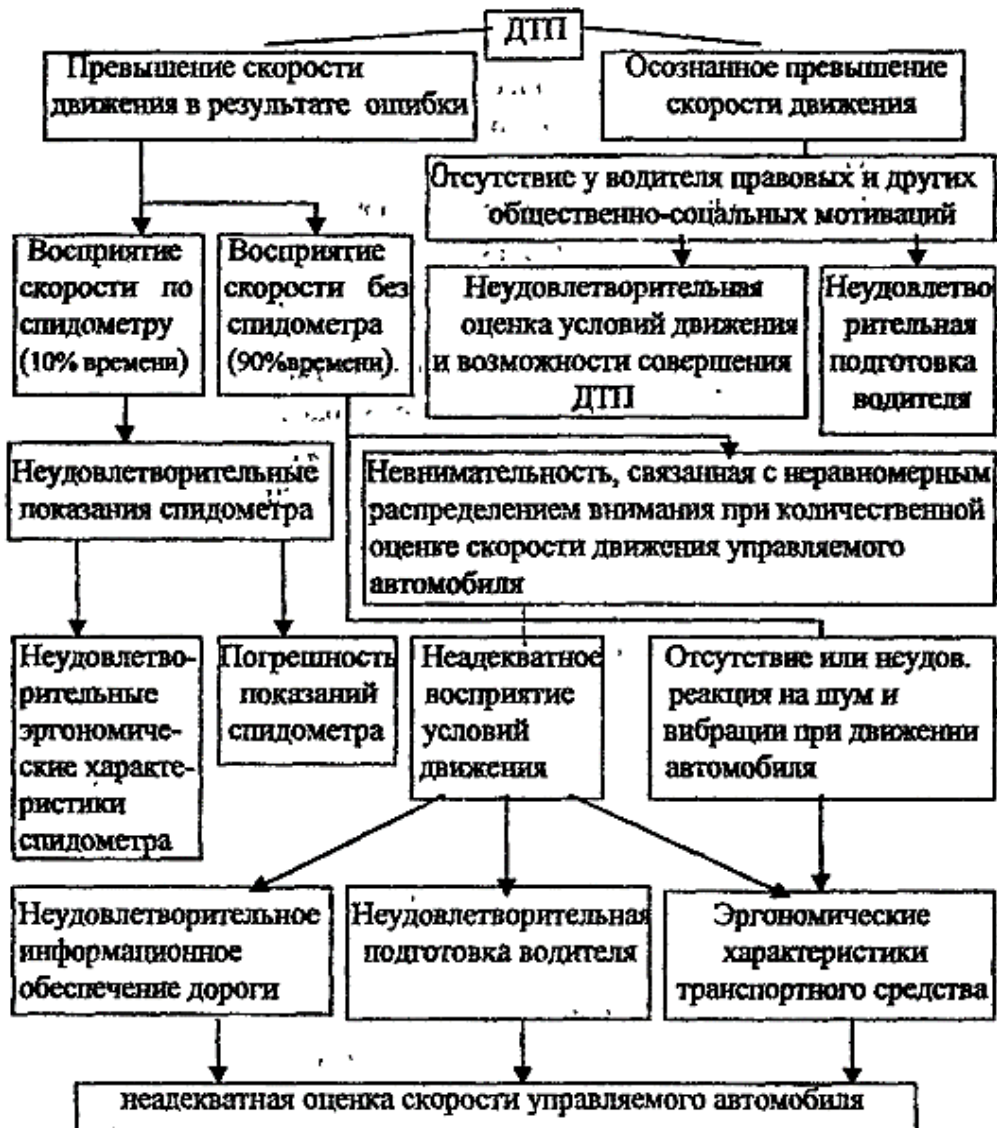 ДТП
Превышение скорости
движения в результате ошибки
Осознанное превышение
скорости движения
Отсутствие у водителя правовых и других
общественно-соцальных мотиваций
Восприятие
скорости по
спидометру
(10% времени)
Восприятие
скорости без
спидометра
(90%времени).
Неудовлетворительная
оценка условий движения
и возможности совершения
ДТП
Неудовлетво
рительная
подготовка
водителя
Неудовлетворительные
показания спидометра
Невнимательность, связанная с неравномерным
распределением внимания при количественной
оценке скорости движения управляемого
автомобиля
Неудовлетво-
рительные
эргономиче-
ские характе-
ристики
спидометра
Погрешность
показаний
спидометра
Неадекватное
восприятие
условий
движения
Отсутствие или неудов.
реакция на шум и
вибрации при движении
автомобиля
Неудовлетворительное
информационное
обеспечение дороги
Неудовлетворительная
подготовка водителя
Эргономические
характеристики
транспортного средства
неадекватная оценка скорости управляемого автомобиля